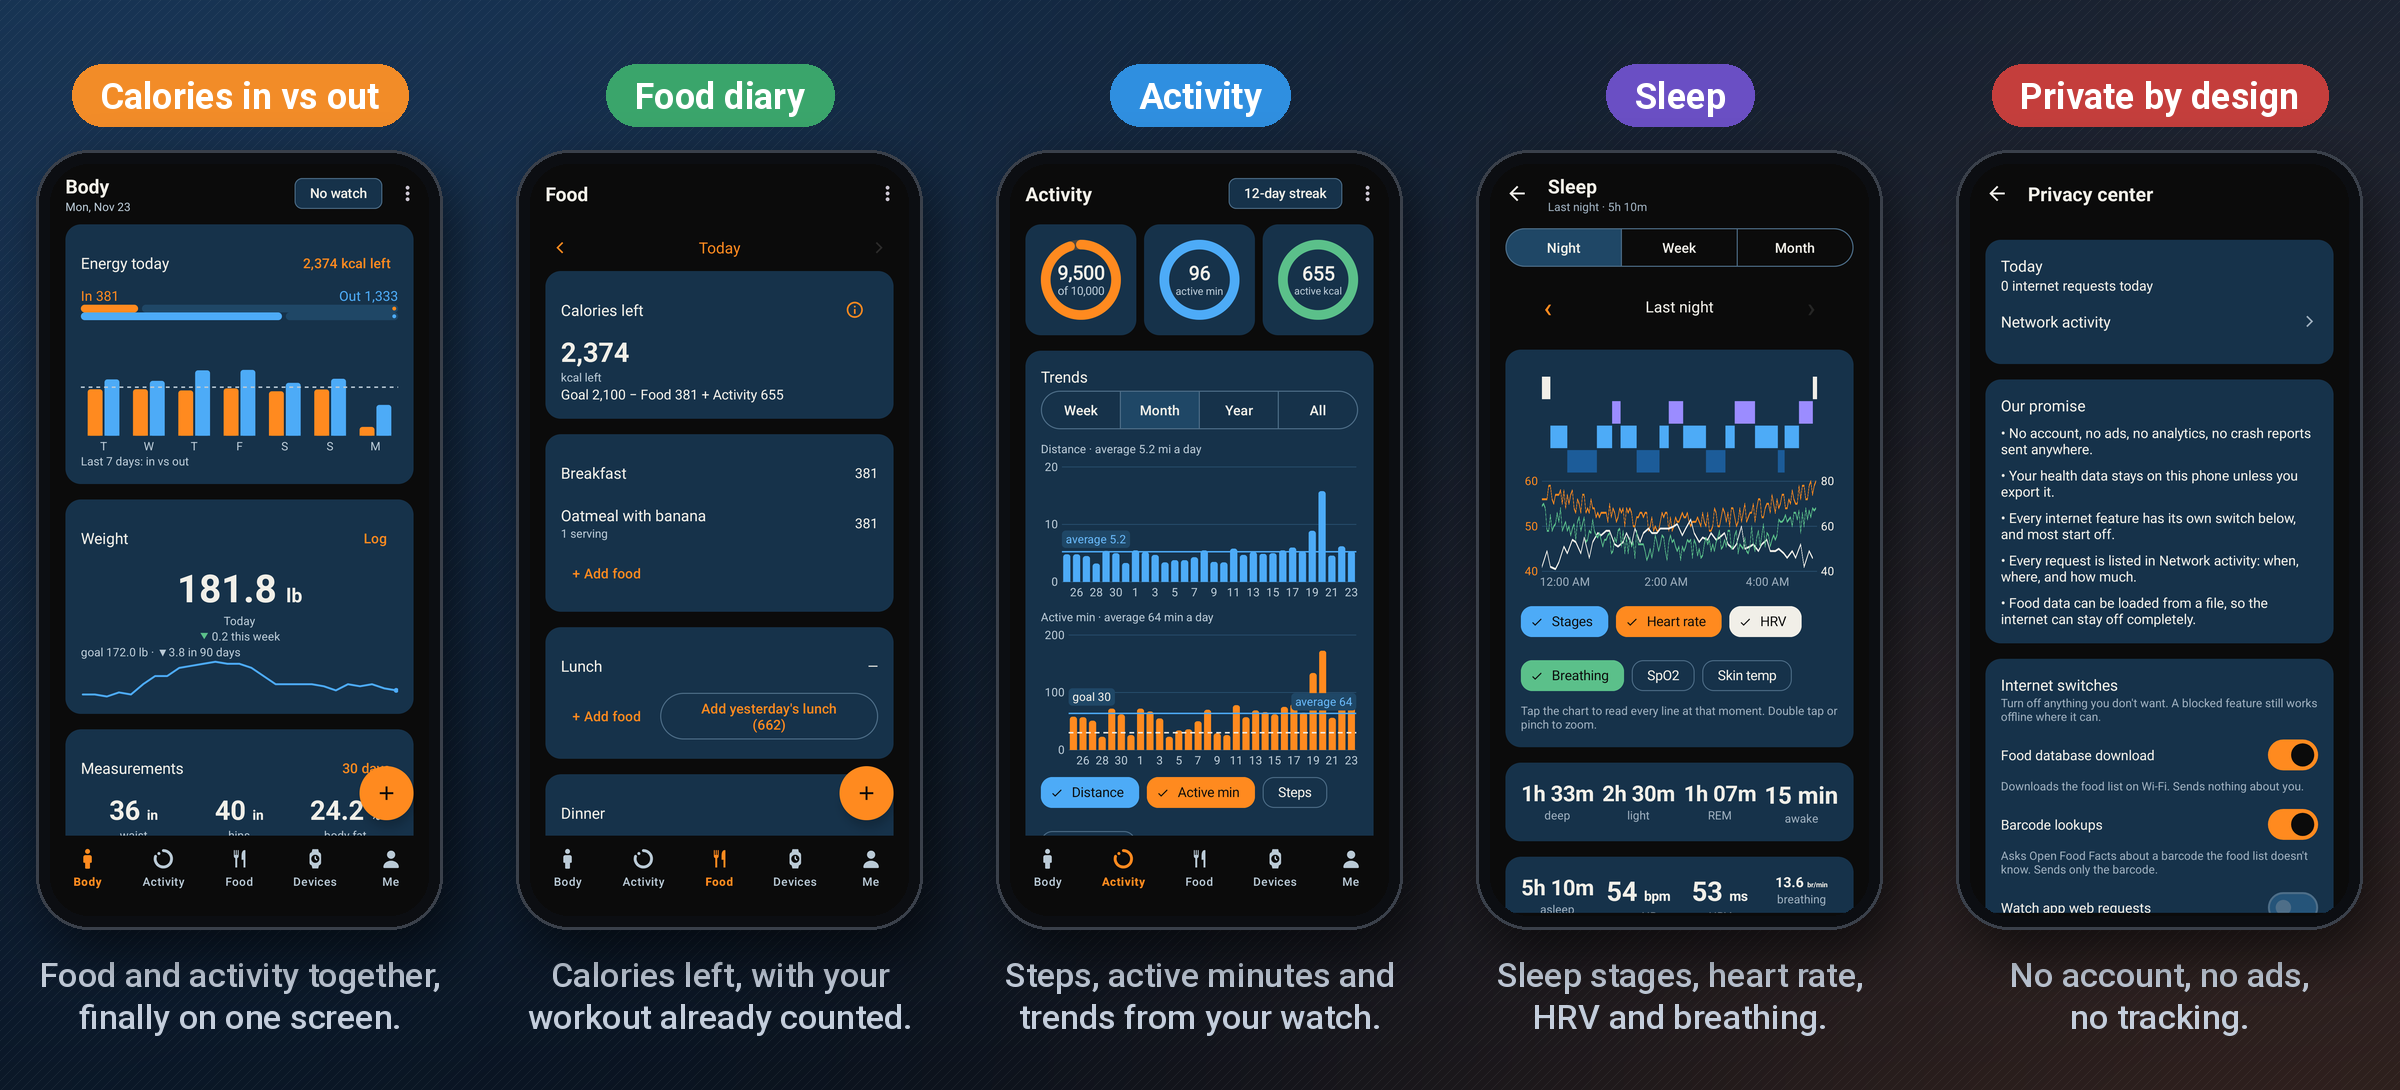 Calories in vs out
Body
Mon, Nov 23
No watch
Energy today
2,374 kcal left
In 381
Out 1,333
T W T F S S M
Last 7 days: in vs out
Weight
Log
181.8 lb
Today
▼ 0.2 this week
goal 172.0 lb · ▼3.8 in 90 days
Measurements
30 days
36 in
40 in
24.2
waist
hips
body fat
Body Activity Food Devices Me
Food and activity together,
finally on one screen.
Food diary
Food
Today
Calories left
2,374
kcal left
Goal 2,100 − Food 381 + Activity 655
Breakfast 381
Oatmeal with banana 381
1 serving
+ Add food
Lunch –
+ Add food
Add yesterday's lunch
(662)
Dinner
Body Activity Food Devices Me
Calories left, with your
workout already counted.
Activity
Activity
12-day streak
9,500
of 10,000
96
active min
655
active kcal
Trends
Week Month Year All
Distance · average 5.2 mi a day
20
10
average 5.2
0
26 28 30 1 3 5 7 9 11 13 15 17 19 21 23
Active min · average 64 min a day
200
100
goal 30
average 64
0
26 28 30 1 3 5 7 9 11 13 15 17 19 21 23
Distance
Active min
Steps
Body Activity Food Devices Me
Steps, active minutes and
trends from your watch.
Sleep
Sleep
Last night · 5h 10m
Night Week Month
Last night
60 80
50 60
40 40
12:00 AM 2:00 AM 4:00 AM
Stages
Heart rate
HRV
Breathing
SpO2
Skin temp
Tap the chart to read every line at that moment. Double tap or
pinch to zoom.
1h 33m 2h 30m 1h 07m 15 min
deep light REM awake
5h 10m 54 bpm 53 ms 13.6 br/min
asleep
breathing
Sleep stages, heart rate,
HRV and breathing.
Private by design
Privacy center
Today
0 internet requests today
Network activity
Our promise
• No account, no ads, no analytics, no crash reports
sent anywhere.
• Your health data stays on this phone unless you
export it.
• Every internet feature has its own switch below,
and most start off.
• Every request is listed in Network activity: when,
where, and how much.
• Food data can be loaded from a file, so the
internet can stay off completely.
Internet switches
Turn off anything you don't want. A blocked feature still works
offline where it can.
Food database download
Downloads the food list on Wi-Fi. Sends nothing about you.
Barcode lookups
Asks Open Food Facts about a barcode the food list doesn't
know. Sends only the barcode.
Watch app web requests
No account, no ads,
no tracking.